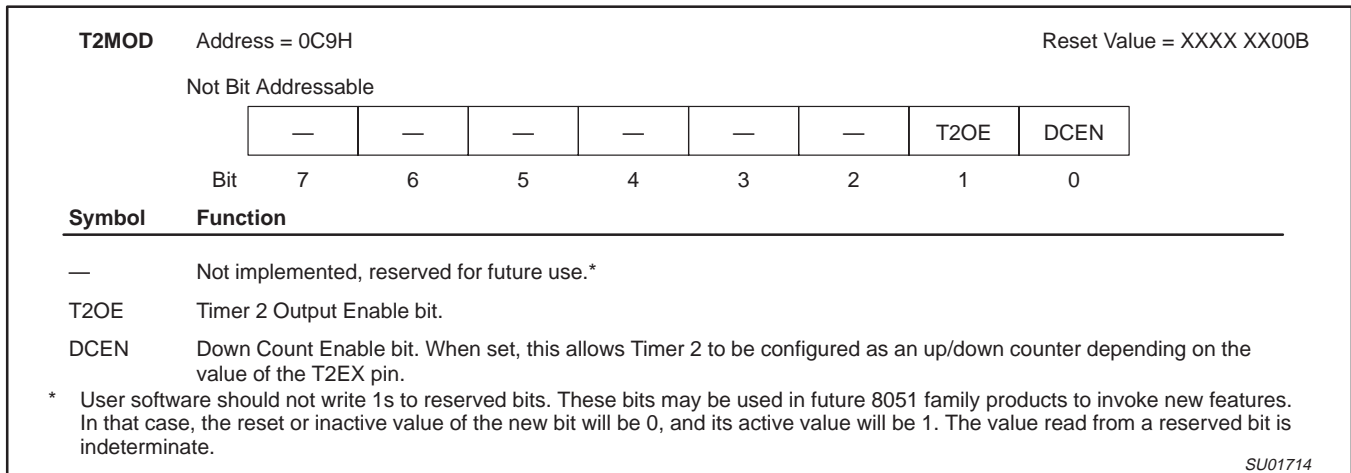 T2MOD Address = 0C9H Reset Value = XXXX XX00B
Not Bit Addressable
— — — — — — T2OE DCEN
Bit 7 6 5 4 3 2 1 0
Symbol Function
— Not implemented, reserved for future use.*
T2OE Timer 2 Output Enable bit.
DCEN Down Count Enable bit. When set, this allows Timer 2 to be configured as an up/down counter depending on the
value of the T2EX pin.
* User software should not write 1s to reserved bits. These bits may be used in future 8051 family products to invoke new features.
In that case, the reset or inactive value of the new bit will be 0, and its active value will be 1. The value read from a reserved bit is
indeterminate.
SU01714